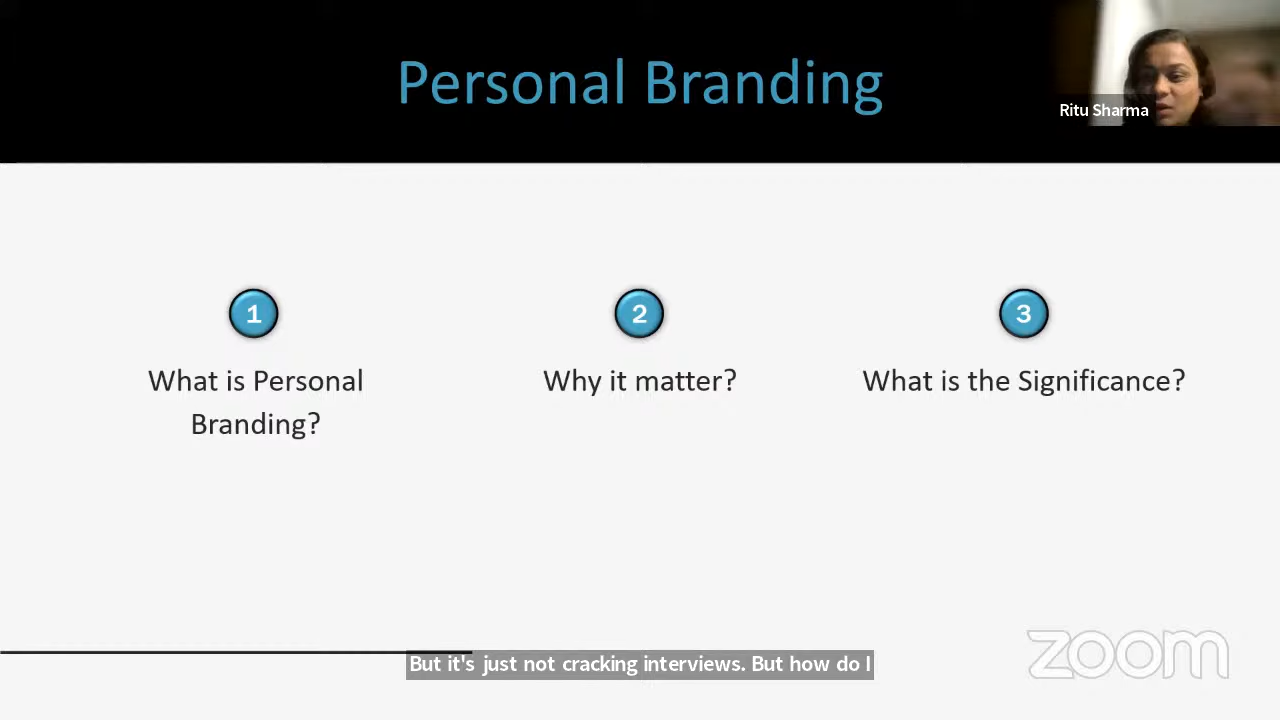 Personal Branding
Ritu Sharma
1
What is Personal
Branding?
2
Why it matter?
3
What is the Significance?
But it's just not cracking interviews. But how do I
zoom